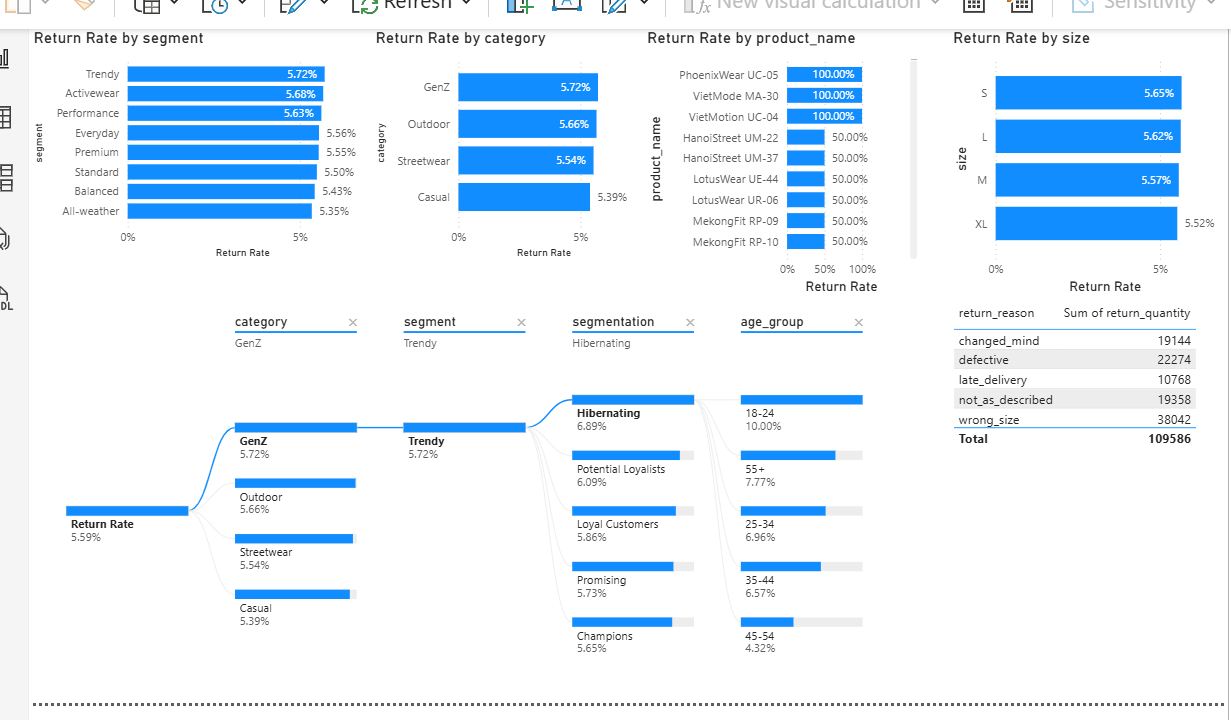 Refresh
fx New visual calculation
Sensitivity
Return Rate by segment
segment
Trendy 5.72%
Activewear 5.68%
Performance 5.63%
Everyday 5.56%
Premium 5.55%
Standard 5.50%
Balanced 5.43%
All-weather 5.35%
0% 5%
Return Rate
Return Rate by category
category
GenZ 5.72%
Outdoor 5.66%
Streetwear 5.54%
Casual 5.39%
0% 5%
Return Rate
Return Rate by product_name
product_name
PhoenixWear UC-05 100.00%
VietMode MA-30 100.00%
VietMotion UC-04 100.00%
HanoiStreet UM-22 50.00%
HanoiStreet UM-37 50.00%
LotusWear UE-44 50.00%
LotusWear UR-06 50.00%
MekongFit RP-09 50.00%
MekongFit RP-10 50.00%
0% 50% 100%
Return Rate
Return Rate by size
size
S 5.65%
L 5.62%
M 5.57%
XL 5.52%
0% 5%
Return Rate
category
GenZ
segment
Trendy
segmentation
Hibernating
age_group
Return Rate
5.59%
GenZ
5.72%
Outdoor
5.66%
Streetwear
5.54%
Casual
5.39%
Trendy
5.72%
Hibernating
6.89%
Potential Loyalists
6.09%
Loyal Customers
5.86%
Promising
5.73%
Champions
5.65%
18-24
10.00%
55+
7.77%
25-34
6.96%
35-44
6.57%
45-54
4.32%
return_reason Sum of return_quantity
changed_mind 19144
defective 22274
late_delivery 10768
not_as_described 19358
wrong_size 38042
Total 109586